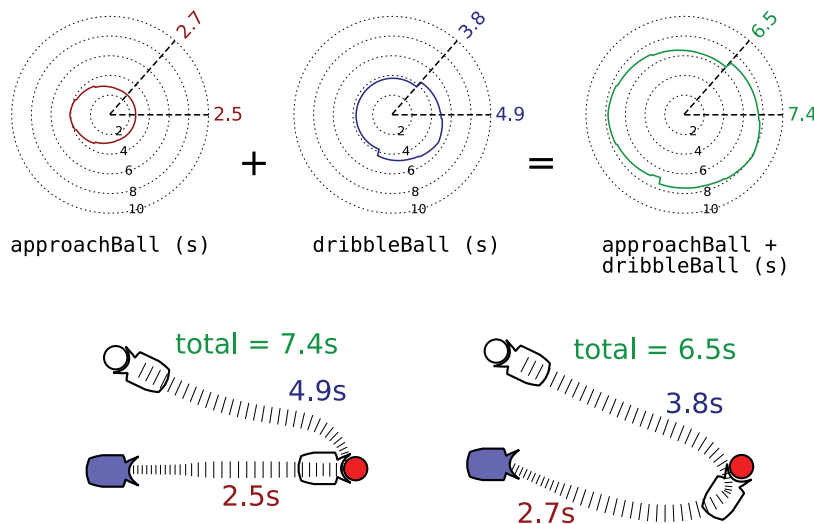 2.7
2.5
2
4
6
8
10
approachBall (s)
+
3.8
4.9
2
4
6
8
10
dribbleBall (s)
=
6.5
7.4
2
4
6
8
10
approachBall +
dribbleBall (s)
total = 7.4s
4.9s
2.5s
total = 6.5s
3.8s
2.7s